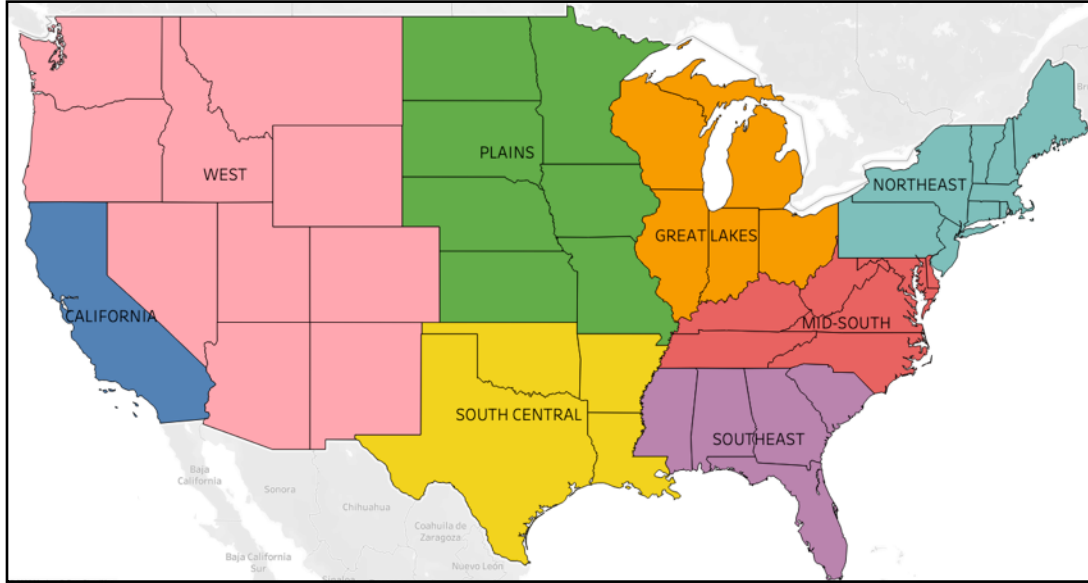 WEST
PLAINS
NORTHEAST
GREAT LAKES
CALIFORNIA
MID-SOUTH
SOUTH CENTRAL
SOUTHEAST
Baja
California
Sonora
Chihuahua
Coahuila de
Zaragoza
Baja California
Sur
Nuevo León